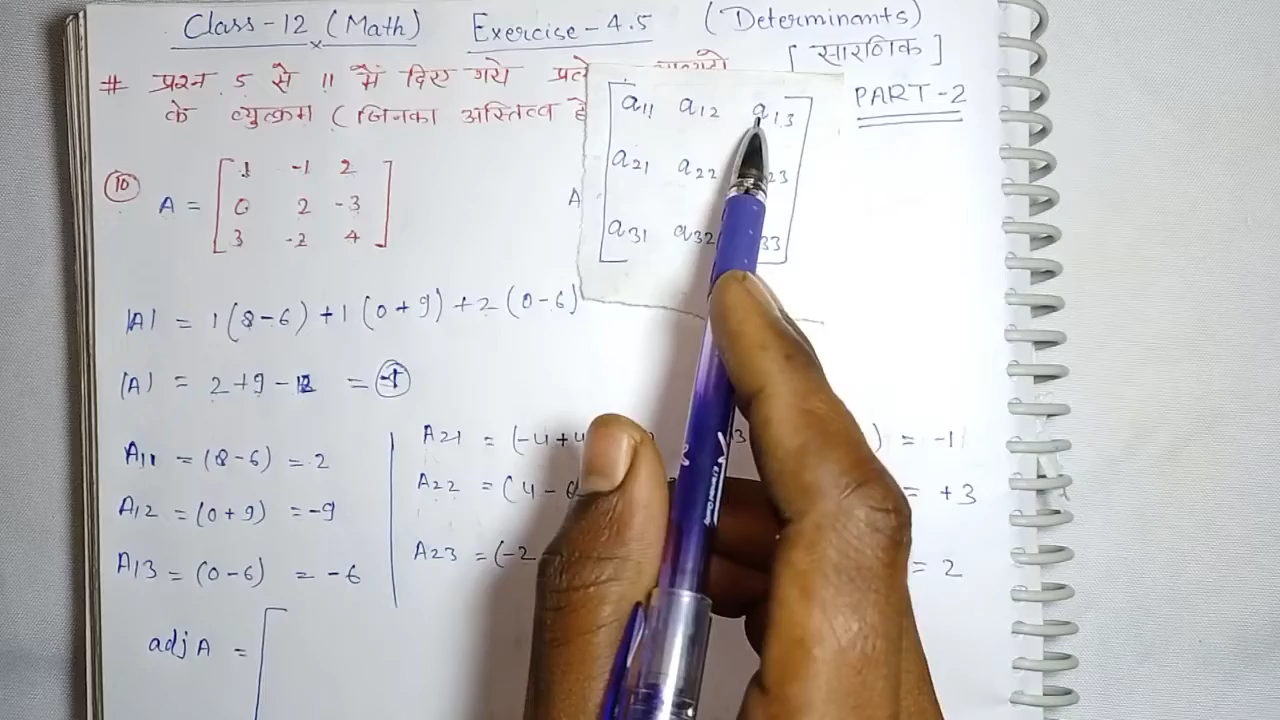 Class-12 (Math) Exercise-4.5 (Determinants)
[सारणिक]
# प्रश्न 5 से 11 में दिए गये
के व्युत्क्रम (जिनका अस्तित्व है
PART-2
a11 a12 a13
a21 a22 23
a31 a32 33
A
10 A = [ 1 -1 2
0 2 -3
3 -2 4 ]
|A| = 1(8-6) +1(0+9) +2(0-6)
|A| = 2+9-12 = -1
A11 = (8-6) = 2
A12 = (0+9) = -9
A13 = (0-6) = -6
A21 = (-4+4
A22 = (4-6
A23 = (-2
) = -1
= +3
= 2
adj A = [